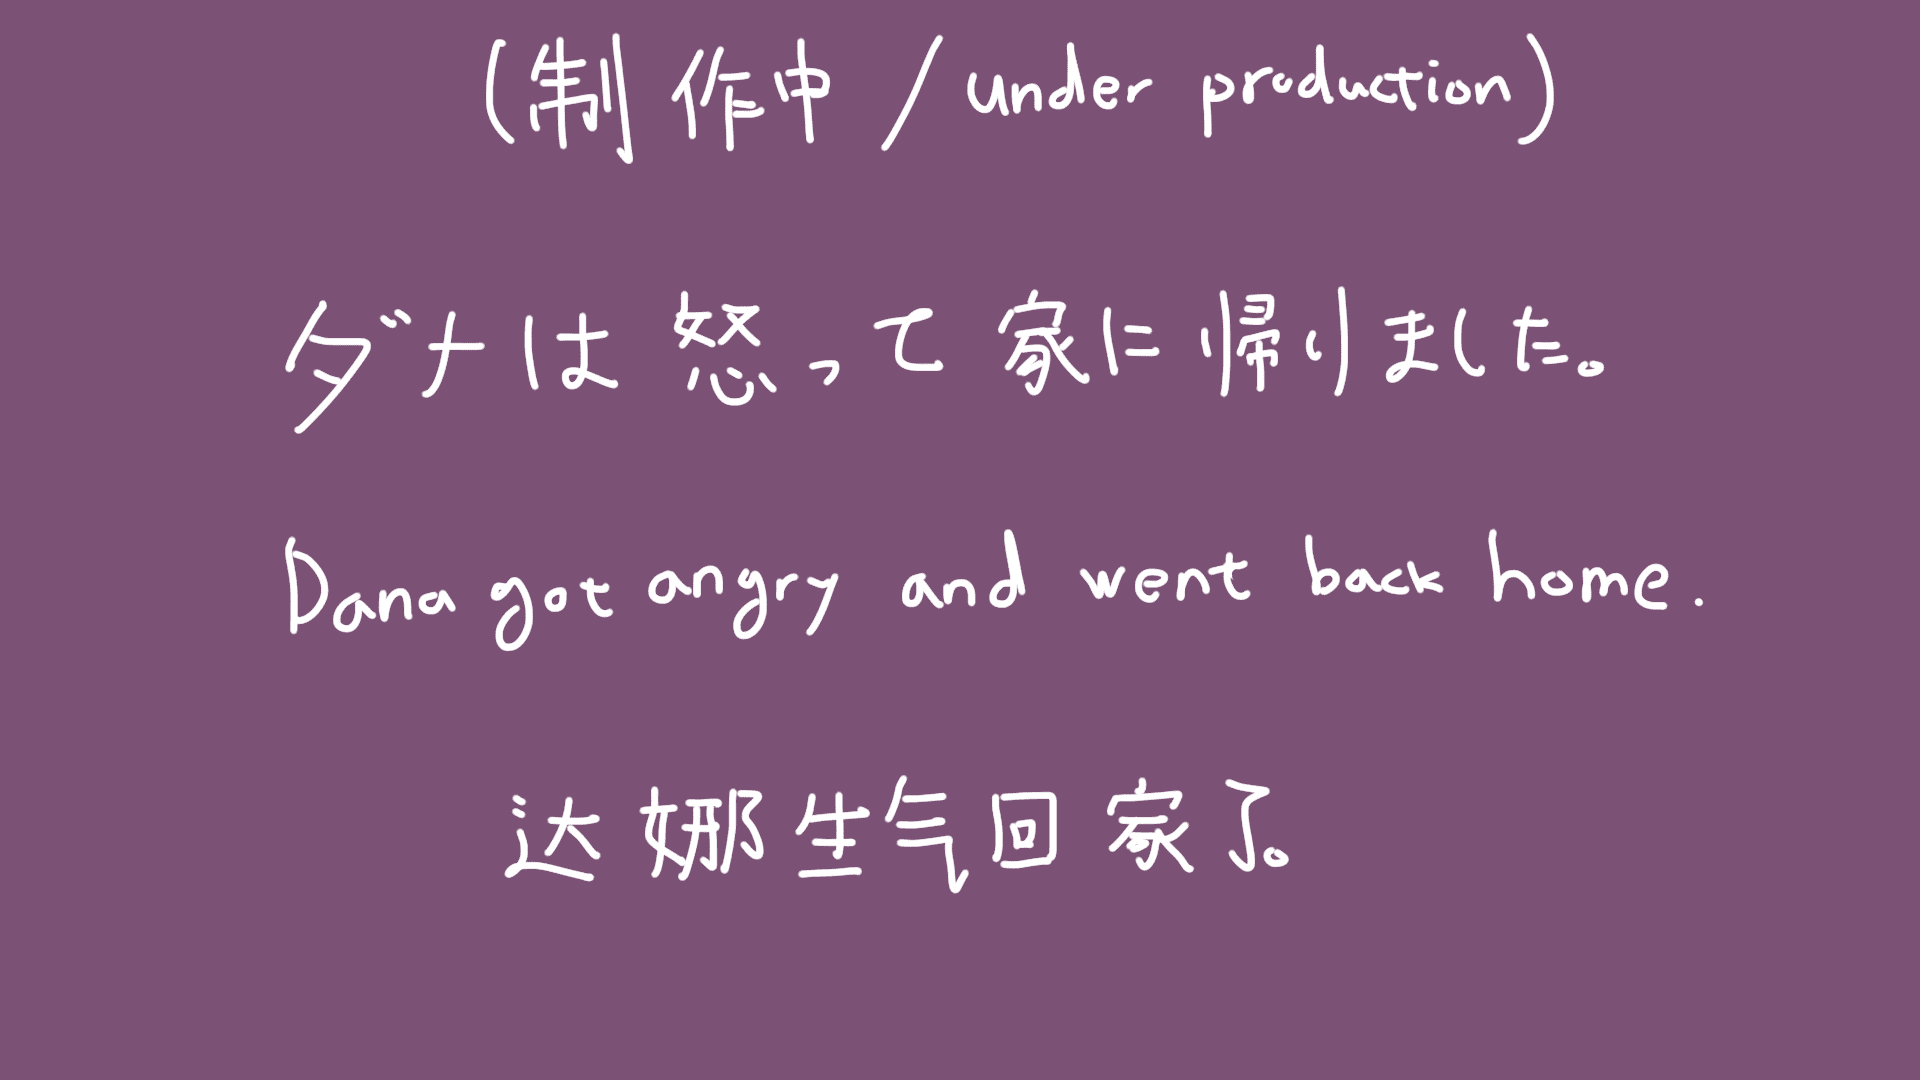 (制作中/under production)
ダナは怒って家に帰りました。
Dana got angry and went back home.
达娜生气回家了。